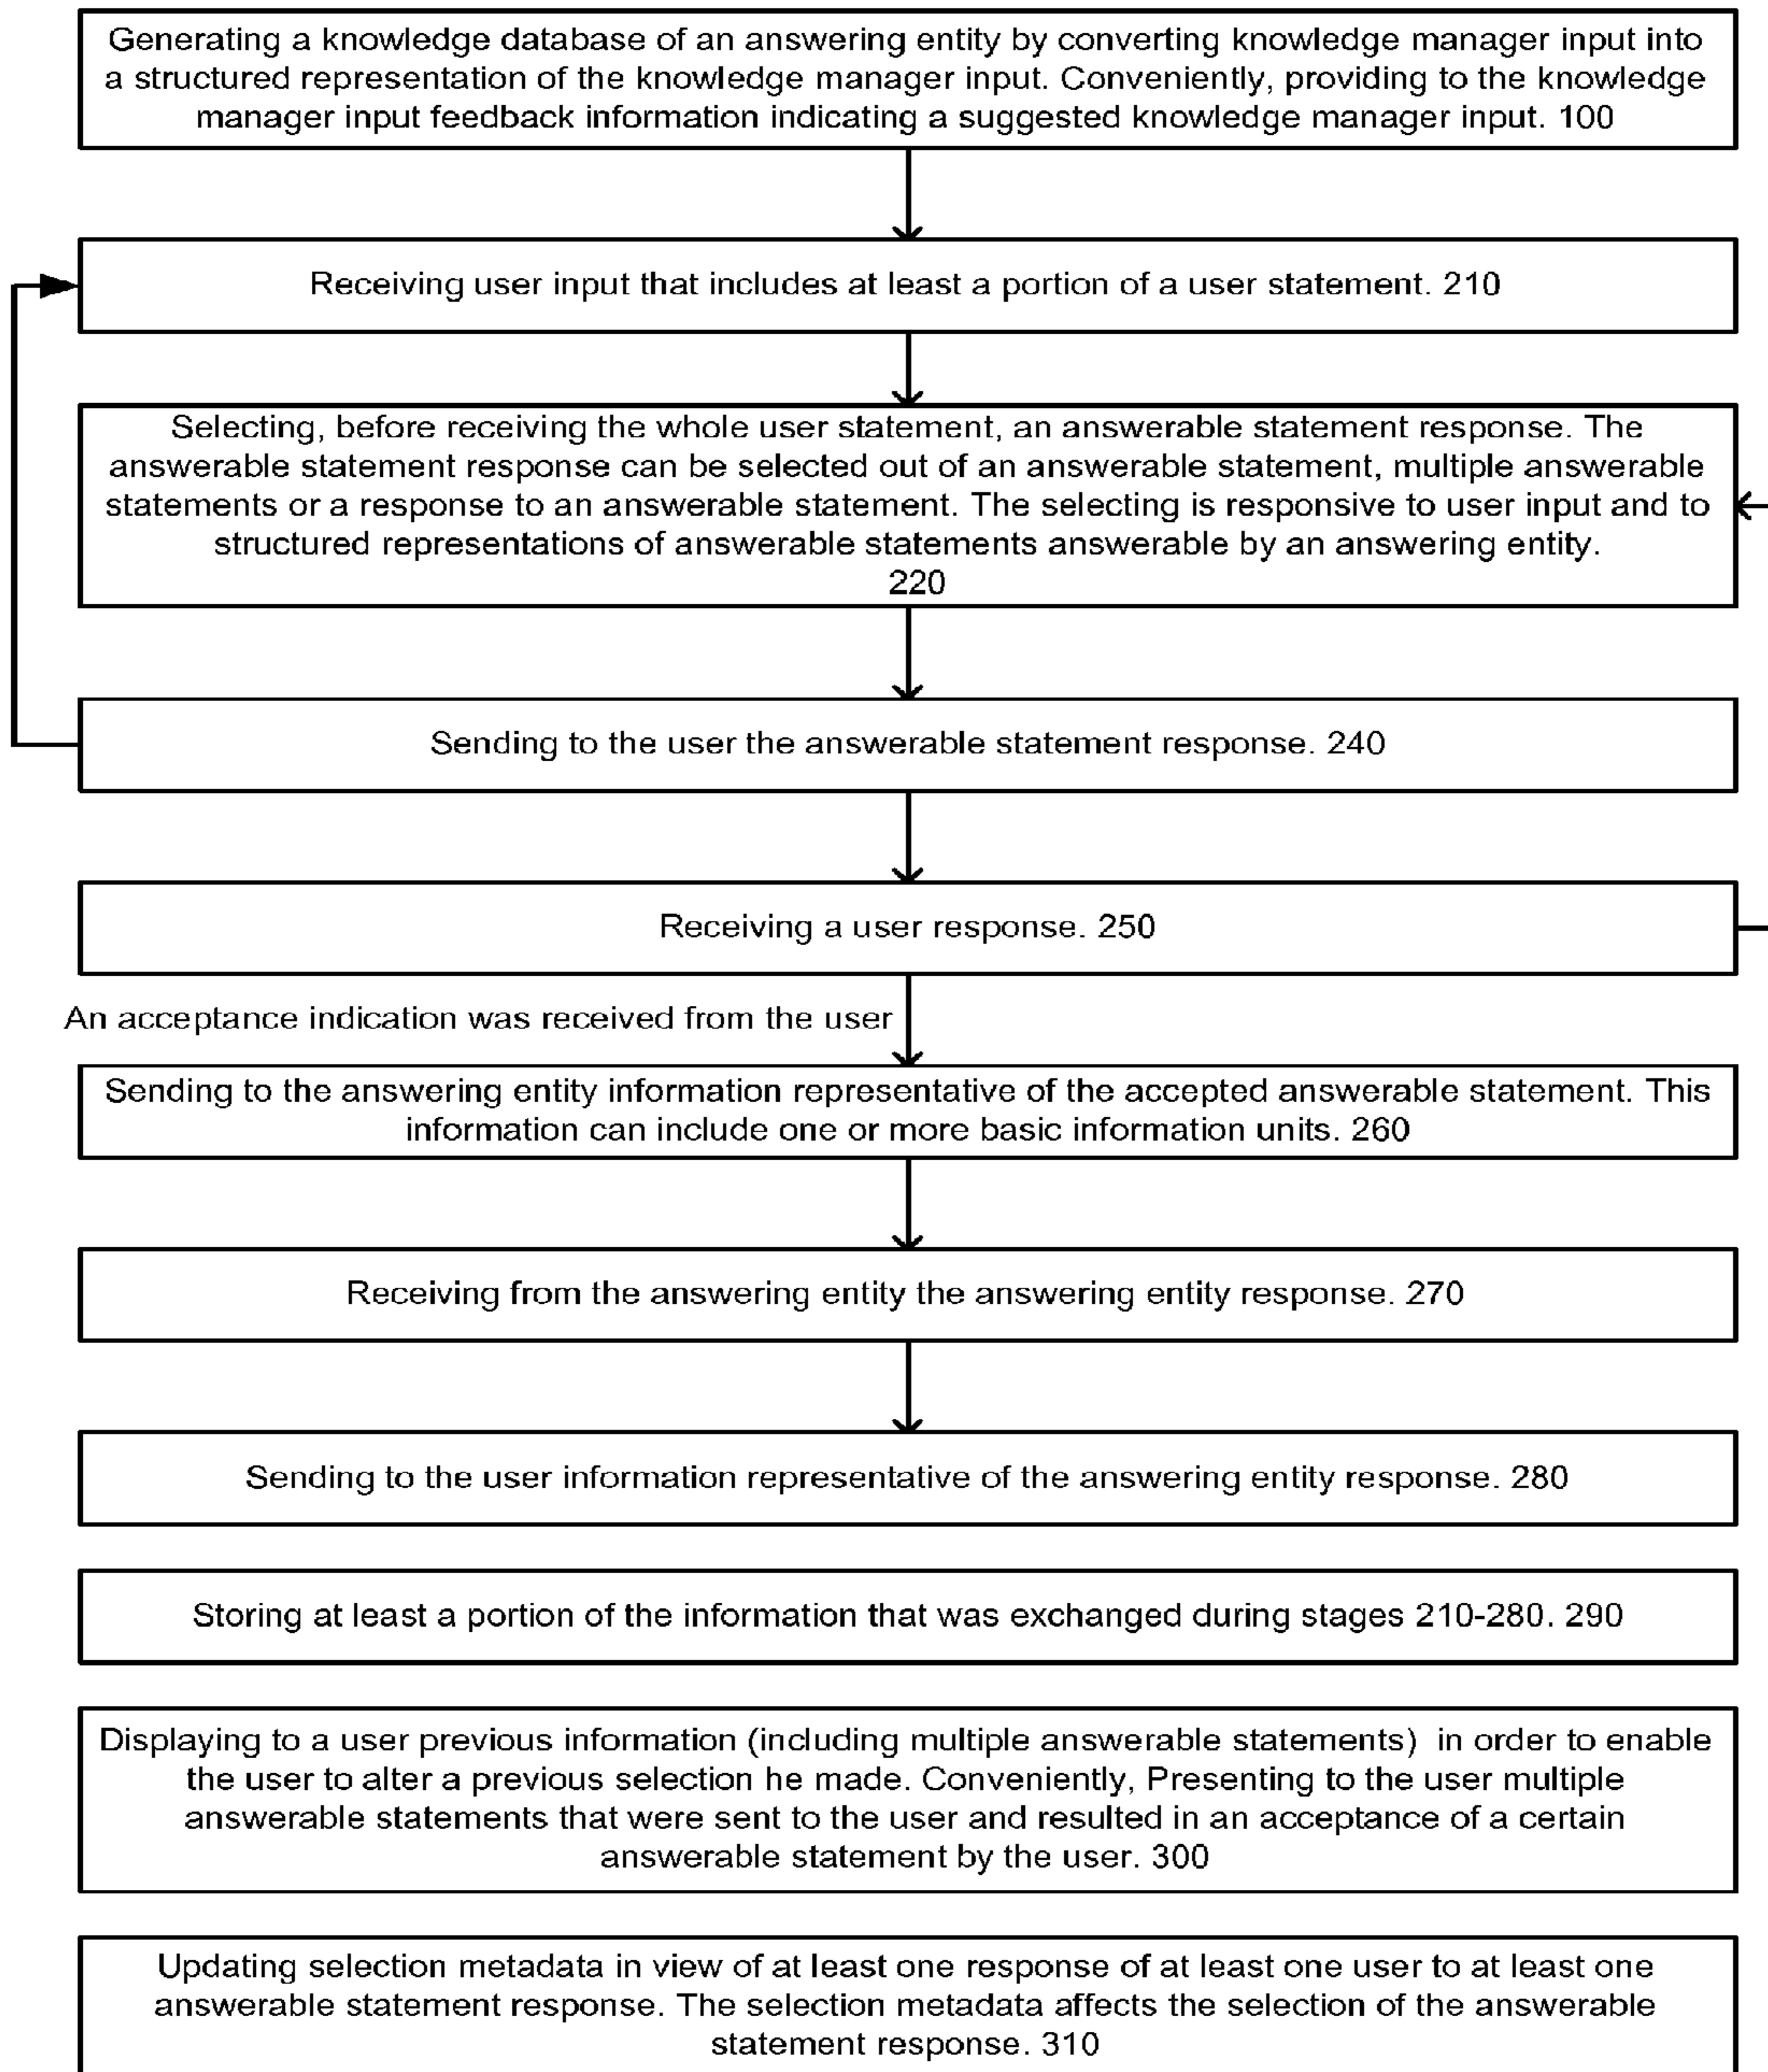 Generating a knowledge database of an answering entity by converting knowledge manager input into
a structured representation of the knowledge manager input. Conveniently, providing to the knowledge
manager input feedback information indicating a suggested knowledge manager input. 100
Receiving user input that includes at least a portion of a user statement. 210
Selecting, before receiving the whole user statement, an answerable statement response. The
answerable statement response can be selected out of an answerable statement, multiple answerable
statements or a response to an answerable statement. The selecting is responsive to user input and to
structured representations of answerable statements answerable by an answering entity.
220
Sending to the user the answerable statement response. 240
Receiving a user response. 250
An acceptance indication was received from the user
Sending to the answering entity information representative of the accepted answerable statement. This
information can include one or more basic information units. 260
Receiving from the answering entity the answering entity response. 270
Sending to the user information representative of the answering entity response. 280
Storing at least a portion of the information that was exchanged during stages 210-280. 290
Displaying to a user previous information (including multiple answerable statements) in order to enable
the user to alter a previous selection he made. Conveniently, Presenting to the user multiple
answerable statements that were sent to the user and resulted in an acceptance of a certain
answerable statement by the user. 300
Updating selection metadata in view of at least one response of at least one user to at least one
answerable statement response. The selection metadata affects the selection of the answerable
statement response. 310